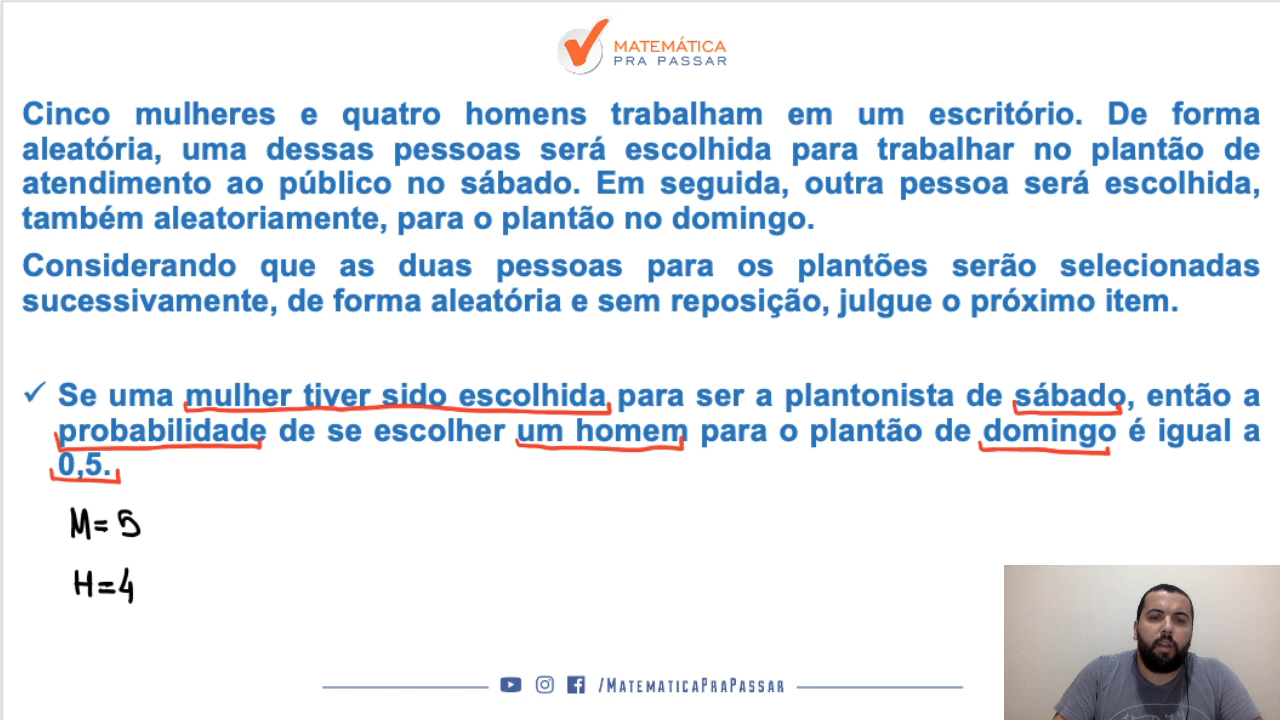 MATEMÁTICA
PRA PASSAR
Cinco mulheres e quatro homens trabalham em um escritório. De forma
aleatória, uma dessas pessoas será escolhida para trabalhar no plantão de
atendimento ao público no sábado. Em seguida, outra pessoa será escolhida,
também aleatoriamente, para o plantão no domingo.
Considerando que as duas pessoas para os plantões serão selecionadas
sucessivamente, de forma aleatória e sem reposição, julgue o próximo item.
✓ Se uma mulher tiver sido escolhida para ser a plantonista de sábado, então a
probabilidade de se escolher um homem para o plantão de domingo é igual a
0,5.
M=5
H=4
/MATEMATICAPRAPASSAR